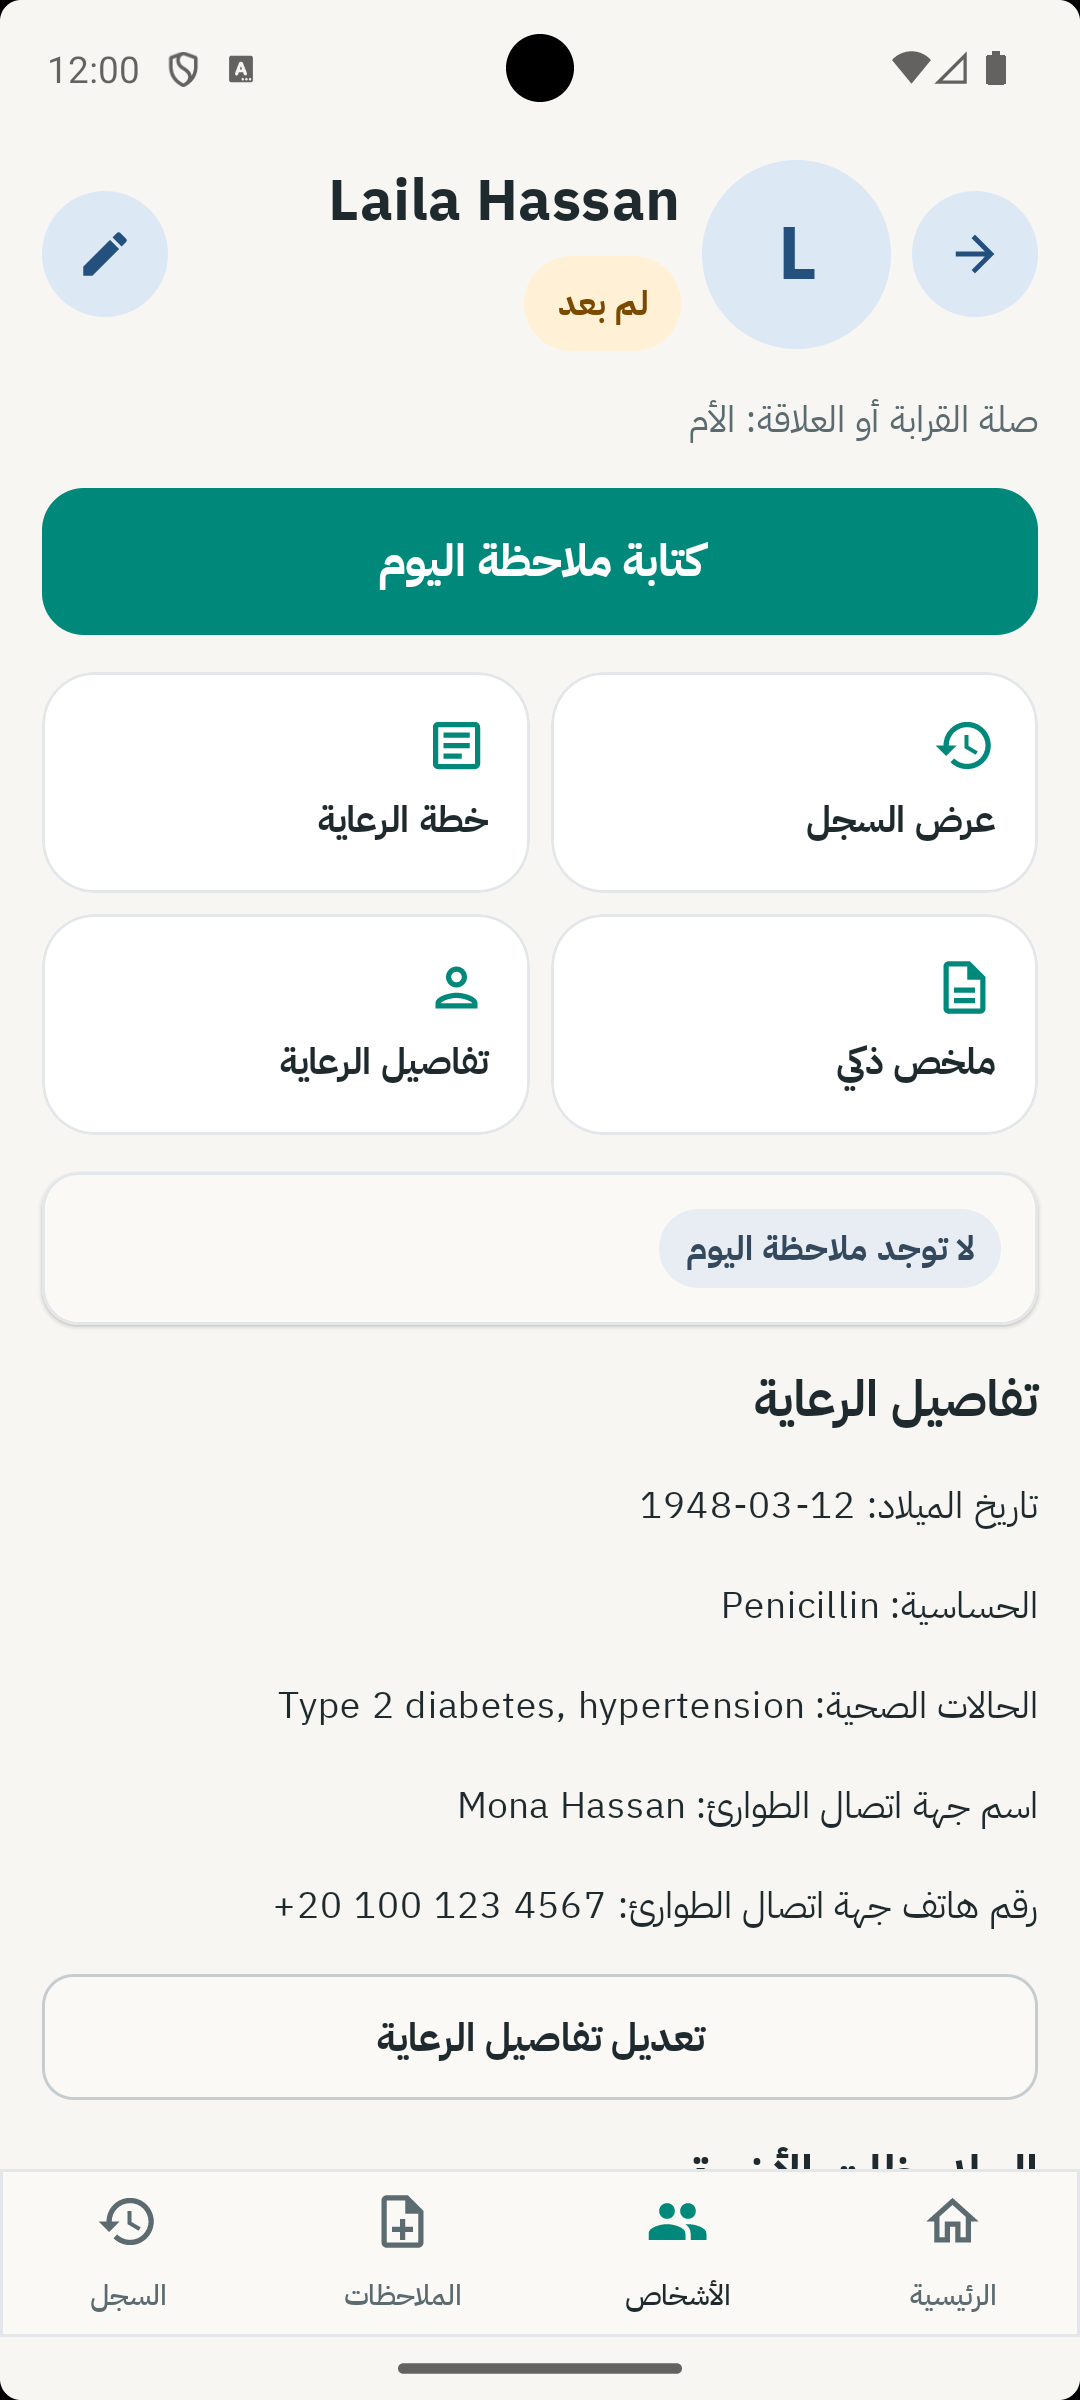 12:00
Laila Hassan
L
لم بعد
صلة القرابة أو العلاقة: الأم
كتابة ملاحظة اليوم
عرض السجل
خطة الرعاية
ملخص ذكي
تفاصيل الرعاية
لا توجد ملاحظة اليوم
تفاصيل الرعاية
تاريخ الميلاد: 1948-03-12
الحساسية: Penicillin
الحالات الصحية: Type 2 diabetes, hypertension
اسم جهة اتصال الطوارئ: Mona Hassan
رقم هاتف جهة اتصال الطوارئ: +20 100 123 4567
تعديل تفاصيل الرعاية
الرئيسية
الأشخاص
الملاحظات
السجل